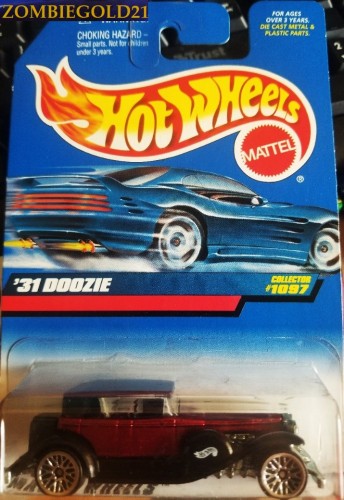 ZOMBIEGOLD21
CHOKING HAZARD –
Small parts. Not for children
under 3 years.
FOR AGES
OVER 3 YEARS.
DIE CAST METAL &
PLASTIC PARTS.
HOT WHEELS
MATTEL
®
'31 DOOZIE
COLLECTOR
#1097